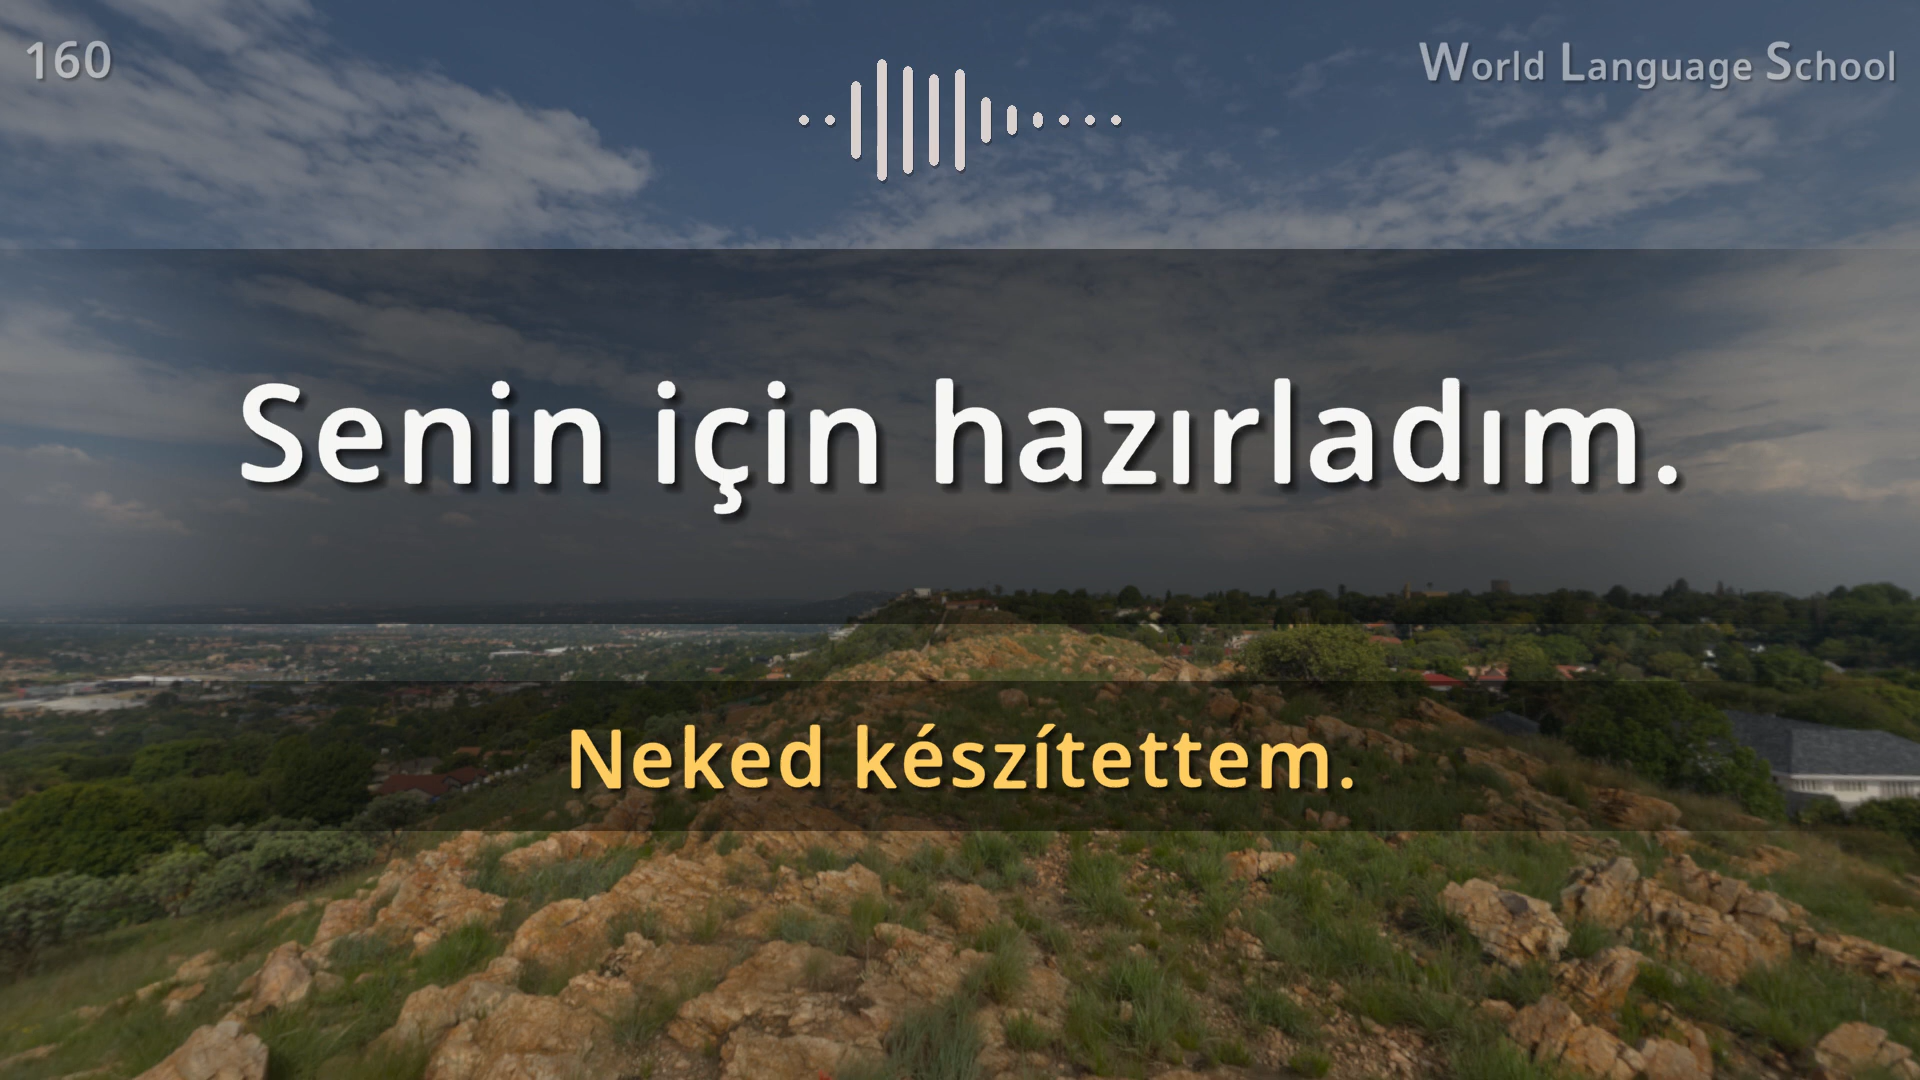 160
World Language School
Senin için hazırladım.
Neked készítettem.